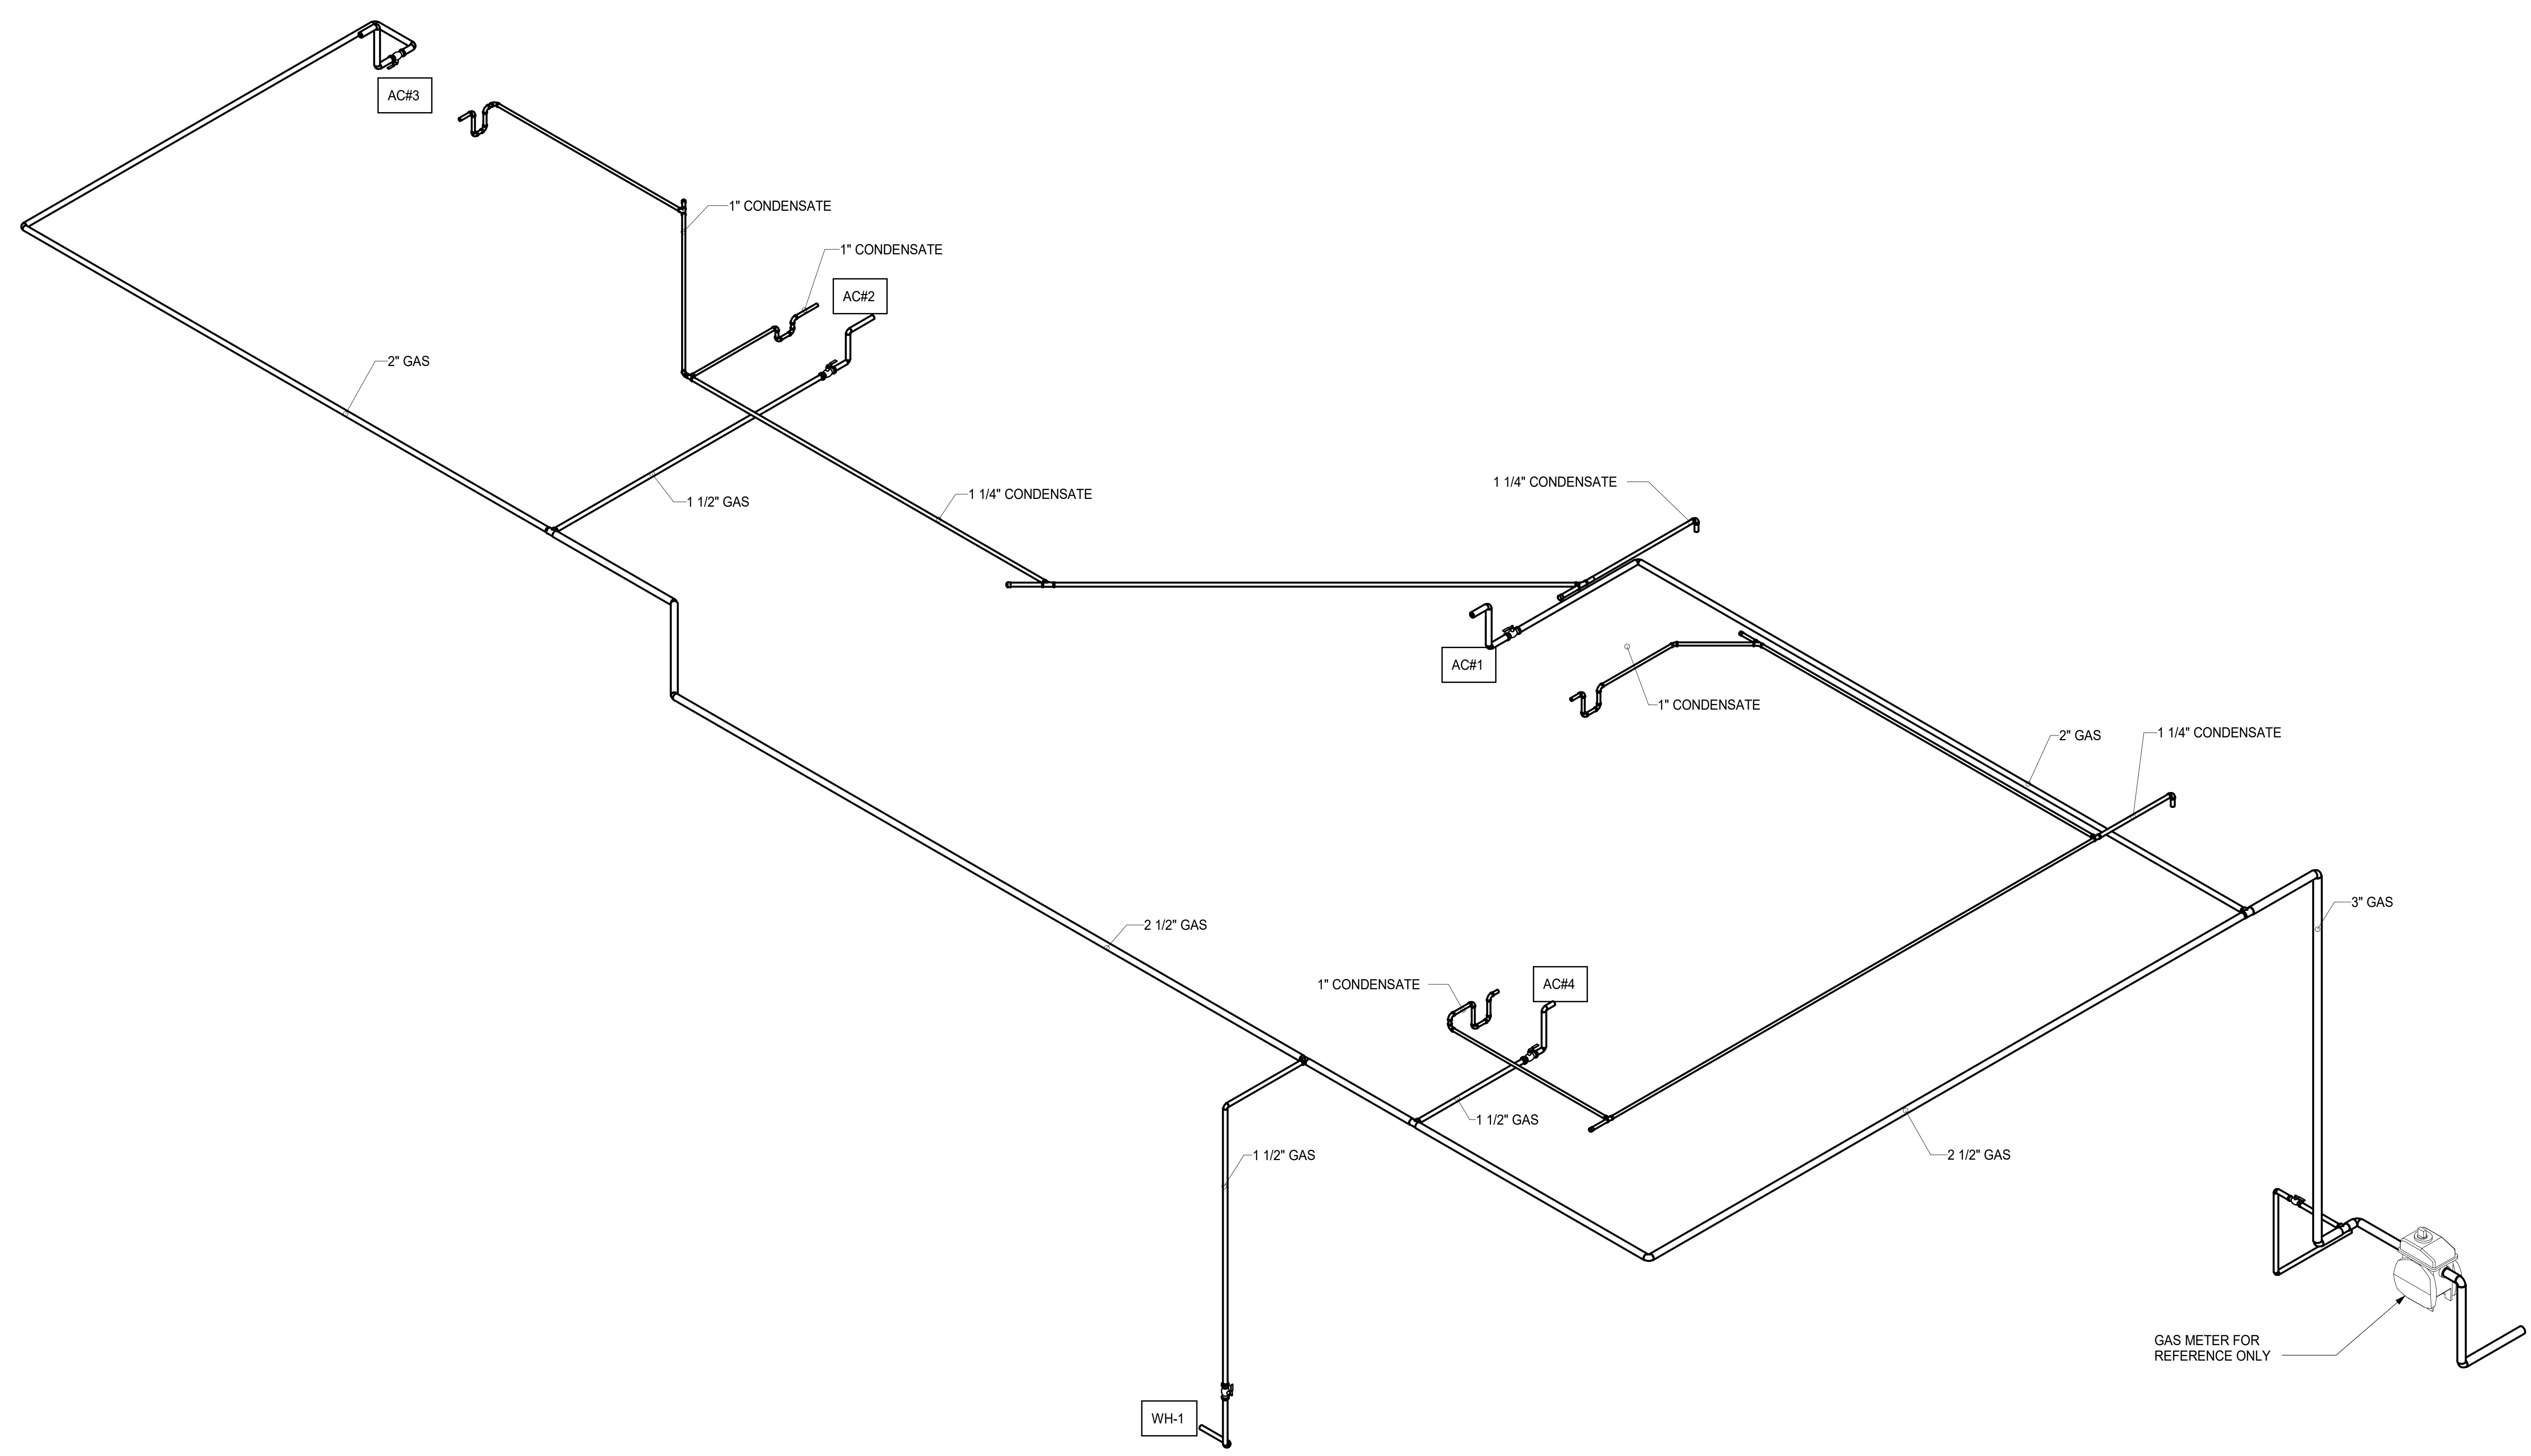 AC#3
1" CONDENSATE
1" CONDENSATE
AC#2
2" GAS
1 1/2" GAS
1 1/4" CONDENSATE
1 1/4" CONDENSATE
AC#1
1" CONDENSATE
2" GAS
1 1/4" CONDENSATE
3" GAS
2 1/2" GAS
1" CONDENSATE
AC#4
1 1/2" GAS
1 1/2" GAS
2 1/2" GAS
GAS METER FOR
REFERENCE ONLY
WH-1